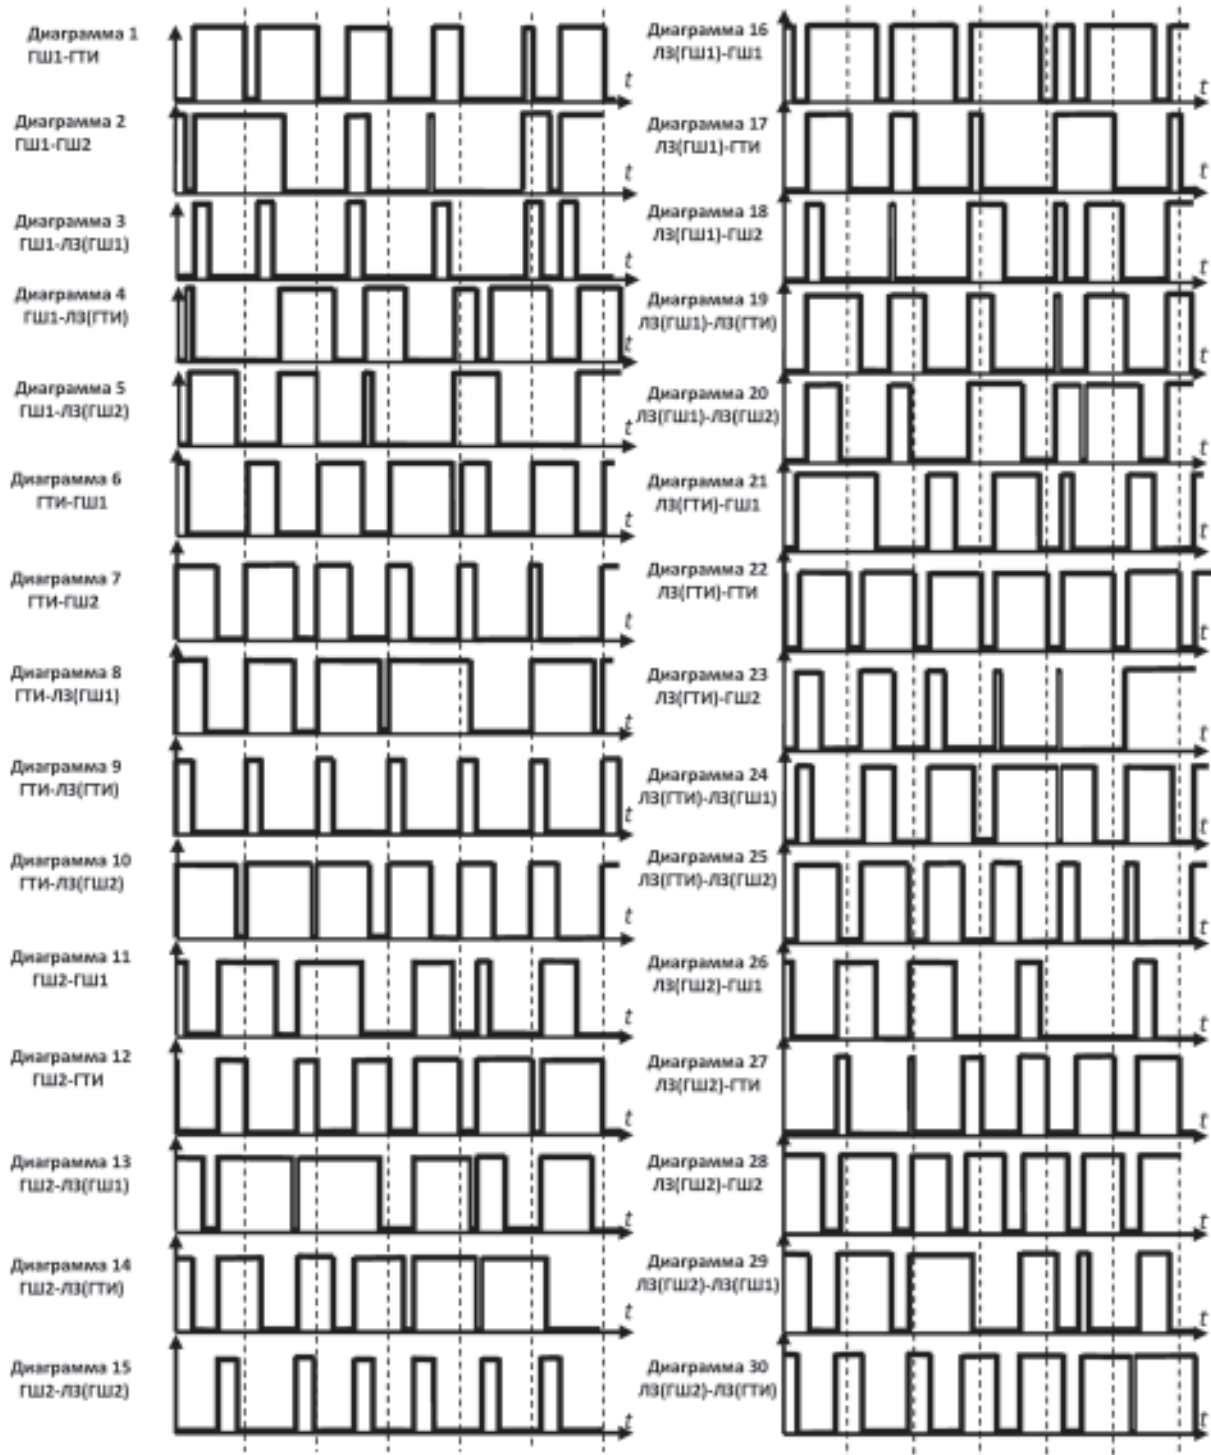 Диаграмма 1
ГШ1-ГТИ
t
Диаграмма 2
ГШ1-ГШ2
t
Диаграмма 3
ГШ1-ЛЗ(ГШ1)
t
Диаграмма 4
ГШ1-ЛЗ(ГТИ)
t
Диаграмма 5
ГШ1-ЛЗ(ГШ2)
t
Диаграмма 6
ГТИ-ГШ1
t
Диаграмма 7
ГТИ-ГШ2
t
Диаграмма 8
ГТИ-ЛЗ(ГШ1)
t
Диаграмма 9
ГТИ-ЛЗ(ГТИ)
t
Диаграмма 10
ГТИ-ЛЗ(ГШ2)
t
Диаграмма 11
ГШ2-ГШ1
t
Диаграмма 12
ГШ2-ГТИ
t
Диаграмма 13
ГШ2-ЛЗ(ГШ1)
t
Диаграмма 14
ГШ2-ЛЗ(ГТИ)
t
Диаграмма 15
ГШ2-ЛЗ(ГШ2)
t
Диаграмма 16
ЛЗ(ГШ1)-ГШ1
t
Диаграмма 17
ЛЗ(ГШ1)-ГТИ
t
Диаграмма 18
ЛЗ(ГШ1)-ГШ2
t
Диаграмма 19
ЛЗ(ГШ1)-ЛЗ(ГТИ)
t
Диаграмма 20
ЛЗ(ГШ1)-ЛЗ(ГШ2)
t
Диаграмма 21
ЛЗ(ГТИ)-ГШ1
t
Диаграмма 22
ЛЗ(ГТИ)-ГТИ
t
Диаграмма 23
ЛЗ(ГТИ)-ГШ2
t
Диаграмма 24
ЛЗ(ГТИ)-ЛЗ(ГШ1)
t
Диаграмма 25
ЛЗ(ГТИ)-ЛЗ(ГШ2)
t
Диаграмма 26
ЛЗ(ГШ2)-ГШ1
t
Диаграмма 27
ЛЗ(ГШ2)-ГТИ
t
Диаграмма 28
ЛЗ(ГШ2)-ГШ2
t
Диаграмма 29
ЛЗ(ГШ2)-ЛЗ(ГШ1)
t
Диаграмма 30
ЛЗ(ГШ2)-ЛЗ(ГТИ)
t